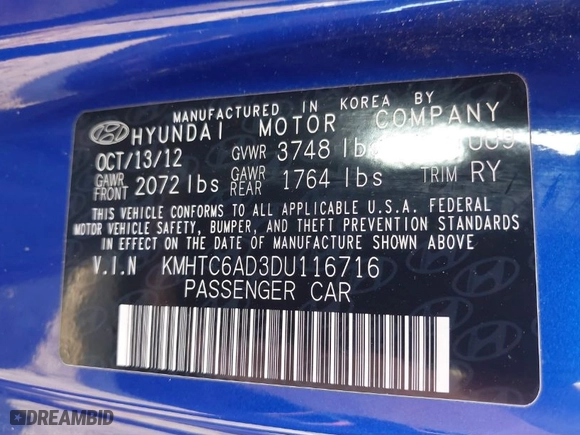 MANUFACTURED IN KOREA BY
HYUNDAI MOTOR COMPANY
OCT/13/12 GVWR 3748 lbs
GAWR FRONT 2072 lbs GAWR REAR 1764 lbs TRIM RY
THIS VEHICLE CONFORMS TO ALL APPLICABLE U.S.A. FEDERAL
MOTOR VEHICLE SAFETY, BUMPER, AND THEFT PREVENTION
STANDARDS IN EFFECT ON THE DATE OF MANUFACTURE SHOWN ABOVE.
V.I.N KMHTC6AD3DU116716
PASSENGER CAR
DREAMBID